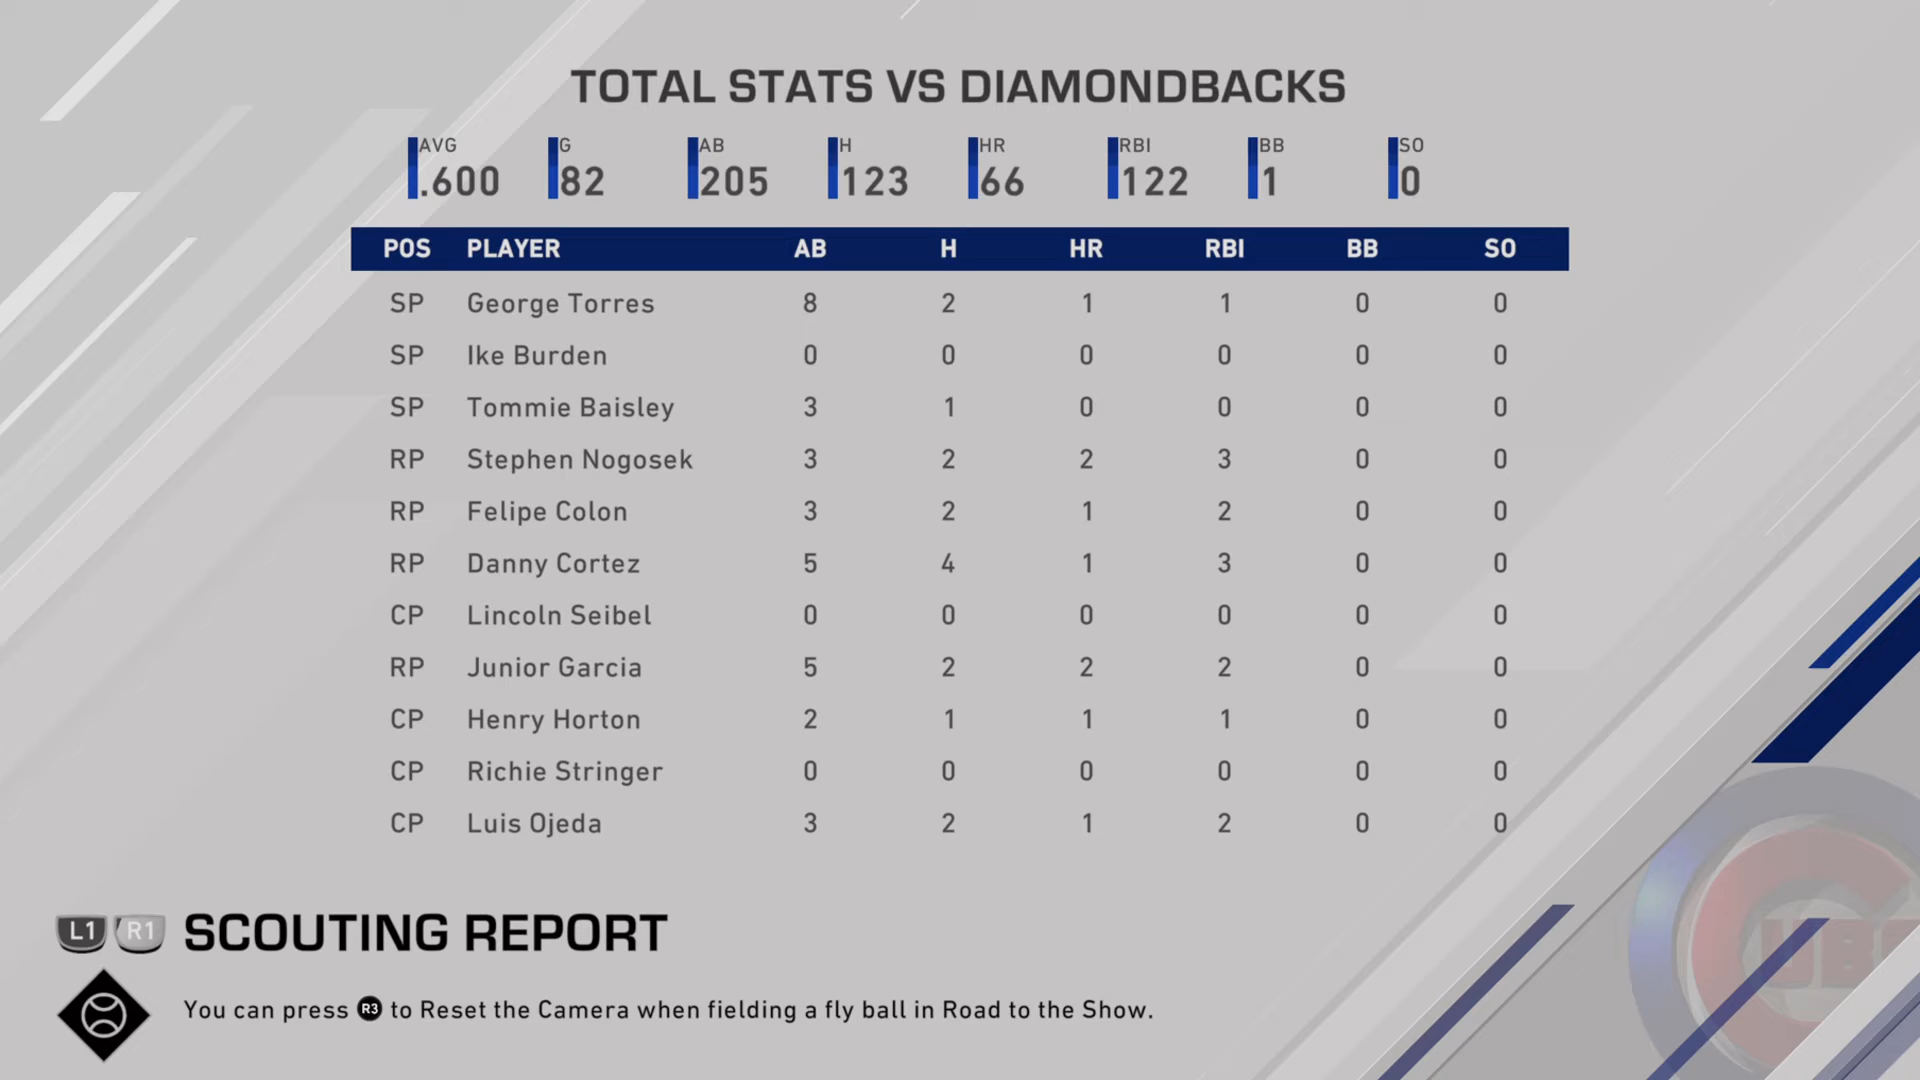 TOTAL STATS VS DIAMONDBACKS
AVG G AB H HR RBI BB SO
.600 82 205 123 66 122 1 0
POS PLAYER AB H HR RBI BB SO
SP George Torres 8 2 1 1 0 0
SP Ike Burden 0 0 0 0 0 0
SP Tommie Baisley 3 1 0 0 0 0
RP Stephen Nogosek 3 2 2 3 0 0
RP Felipe Colon 3 2 1 2 0 0
RP Danny Cortez 5 4 1 3 0 0
CP Lincoln Seibel 0 0 0 0 0 0
RP Junior Garcia 5 2 2 2 0 0
CP Henry Horton 2 1 1 1 0 0
CP Richie Stringer 0 0 0 0 0 0
CP Luis Ojeda 3 2 1 2 0 0
L1 R1 SCOUTING REPORT
You can press R3 to Reset the Camera when fielding a fly ball in Road to the Show.
CUBS